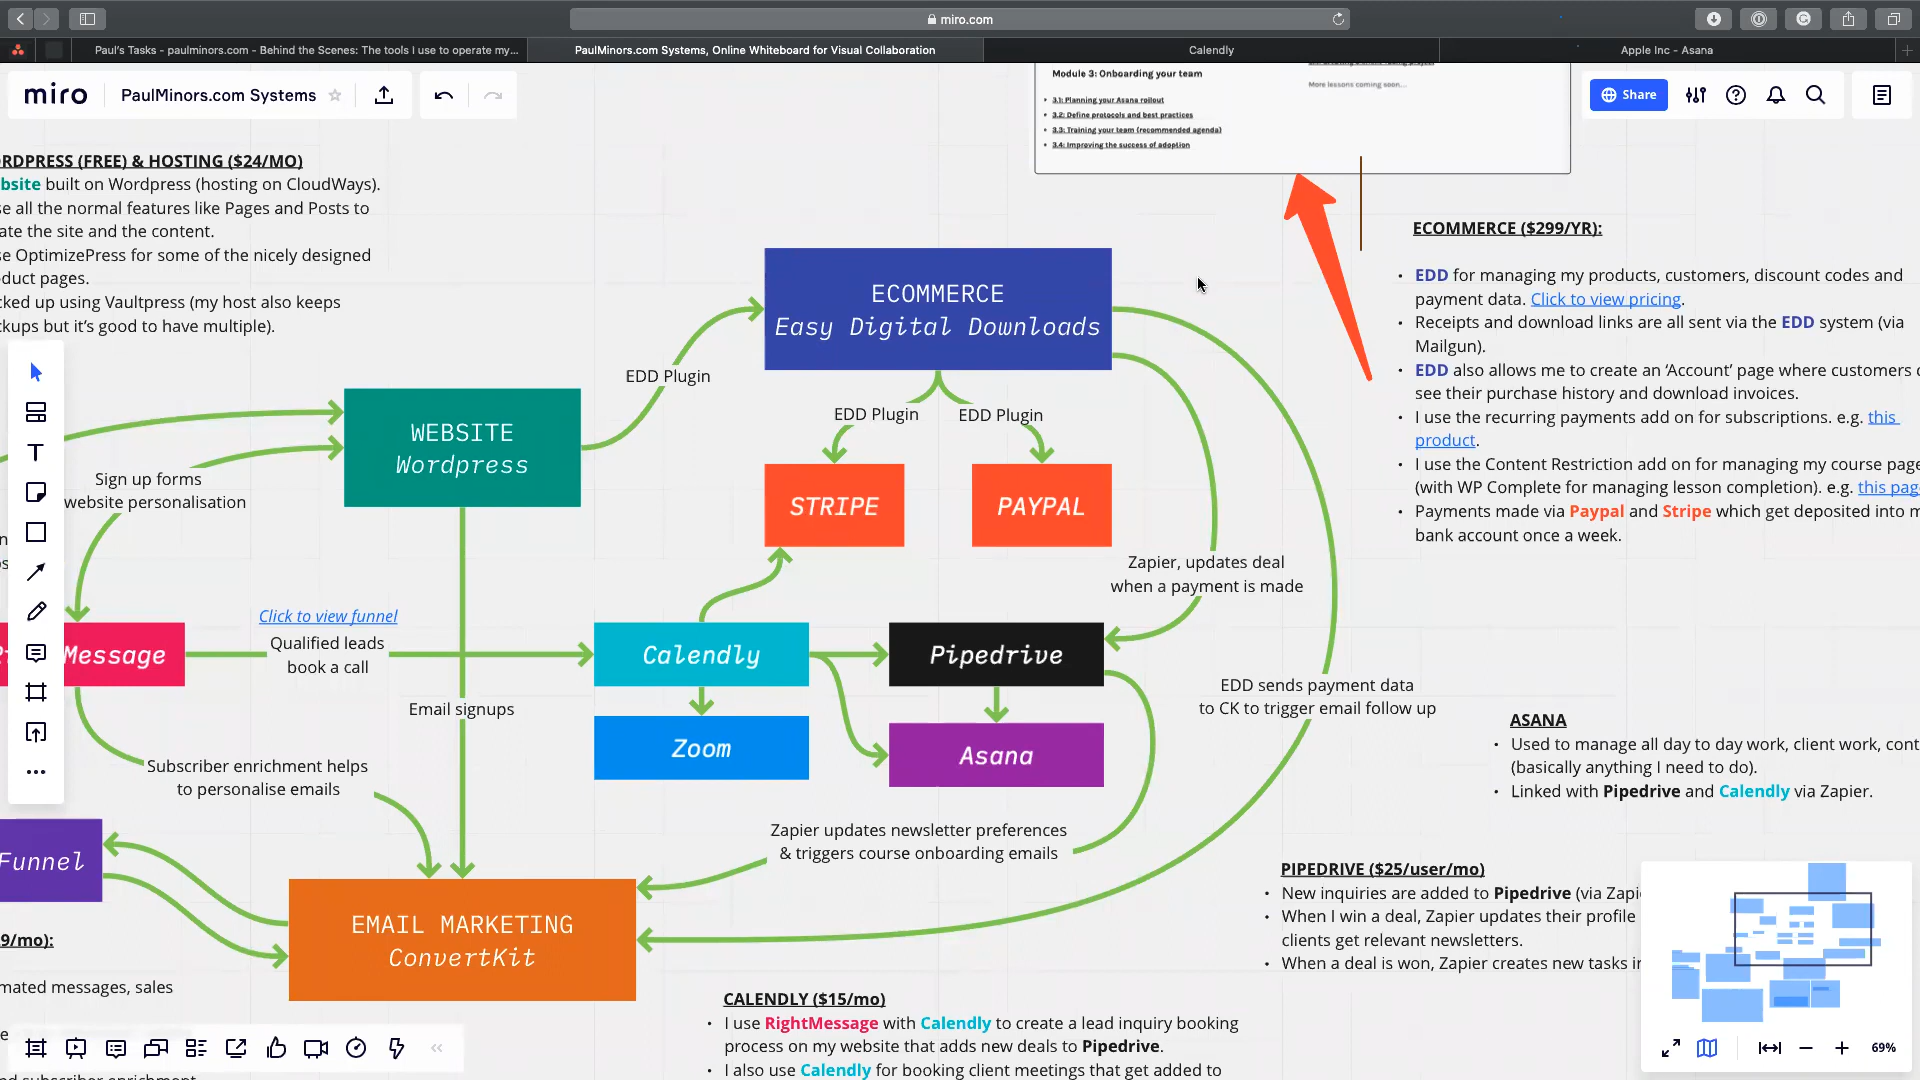 miro.com
Paul's Tasks - paulminors.com - Behind the Scenes: The tools I use to operate my...
PaulMinors.com Systems, Online Whiteboard for Visual Collaboration
Calendly
Apple Inc - Asana
miro
PaulMinors.com Systems
Share
Module 3: Onboarding your team
More lessons coming soon...
3.1: Planning your Asana rollout
3.2: Define protocols and best practices
3.3: Training your team (recommended agenda)
3.4: Improving the success of adoption
RDPRESS (FREE) & HOSTING ($24/MO)
bsite built on Wordpress (hosting on CloudWays).
se all the normal features like Pages and Posts to
ate the site and the content.
se OptimizePress for some of the nicely designed
duct pages.
cked up using Vaultpress (my host also keeps
ckups but it's good to have multiple).
ECOMMERCE
Easy Digital Downloads
EDD Plugin
EDD Plugin
EDD Plugin
WEBSITE
Wordpress
STRIPE
PAYPAL
Sign up forms
website personalisation
ECOMMERCE ($299/YR):
EDD for managing my products, customers, discount codes and
payment data. Click to view pricing.
Receipts and download links are all sent via the EDD system (via
Mailgun).
EDD also allows me to create an 'Account' page where customers c
see their purchase history and download invoices.
I use the recurring payments add on for subscriptions. e.g. this
product.
I use the Content Restriction add on for managing my course page
(with WP Complete for managing lesson completion). e.g. this pag
Payments made via Paypal and Stripe which get deposited into m
bank account once a week.
Zapier, updates deal
when a payment is made
Click to view funnel
Qualified leads
book a call
Message
Calendly
Pipedrive
Zoom
Asana
Email signups
EDD sends payment data
to CK to trigger email follow up
Subscriber enrichment helps
to personalise emails
Zapier updates newsletter preferences
& triggers course onboarding emails
Funnel
EMAIL MARKETING
ConvertKit
ASANA
Used to manage all day to day work, client work, cont
(basically anything I need to do).
Linked with Pipedrive and Calendly via Zapier.
PIPEDRIVE ($25/user/mo)
New inquiries are added to Pipedrive (via Zapi
When I win a deal, Zapier updates their profile
clients get relevant newsletters.
When a deal is won, Zapier creates new tasks in
9/mo):
mated messages, sales
CALENDLY ($15/mo)
I use RightMessage with Calendly to create a lead inquiry booking
process on my website that adds new deals to Pipedrive.
I also use Calendly for booking client meetings that get added to
69%